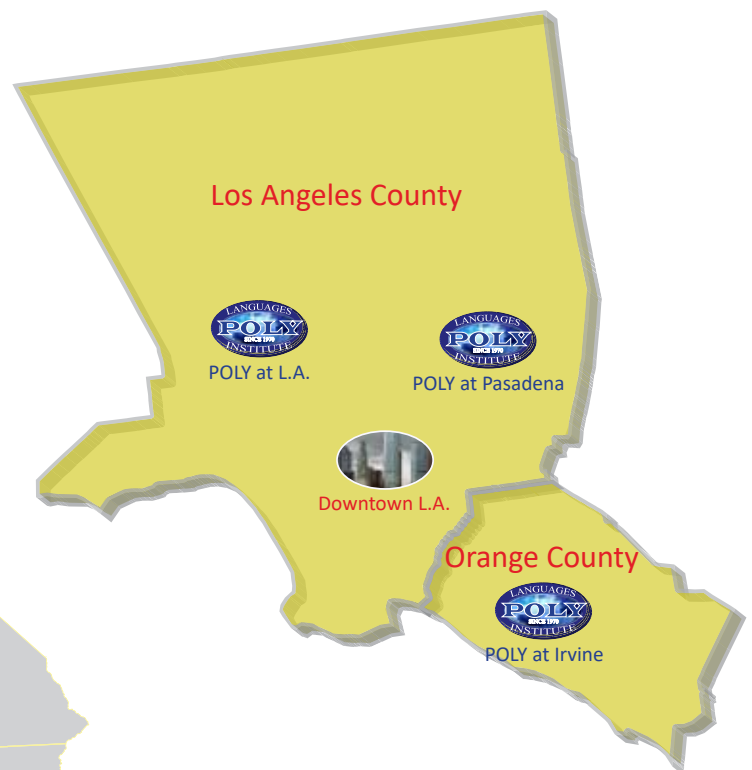 Los Angeles County
LANGUAGES
POLY
SINCE 1970
INSTITUTE
POLY at L.A.
LANGUAGES
POLY
SINCE 1970
INSTITUTE
POLY at Pasadena
Downtown L.A.
Orange County
LANGUAGES
POLY
SINCE 1970
INSTITUTE
POLY at Irvine